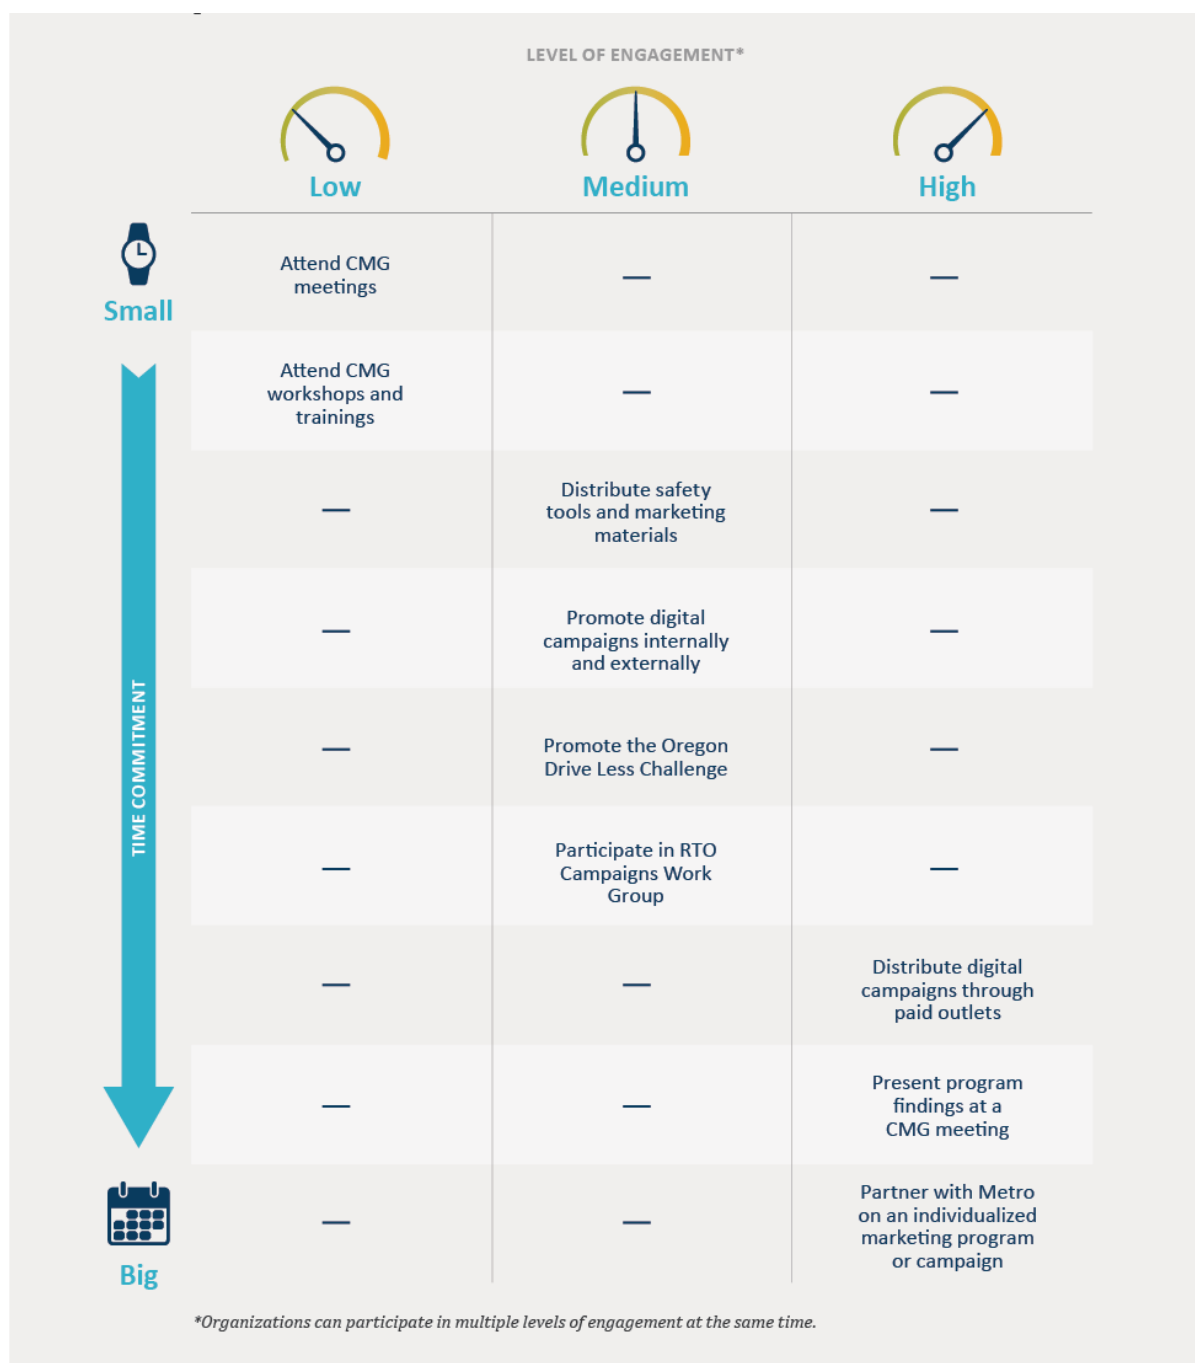 LEVEL OF ENGAGEMENT*
Low
Medium
High
Small
Attend CMG
meetings
—
—
Attend CMG
workshops and
trainings
—
—
—
Distribute safety
tools and marketing
materials
—
—
Promote digital
campaigns internally
and externally
—
TIME COMMITMENT
—
Promote the Oregon
Drive Less Challenge
—
—
Participate in RTO
Campaigns Work
Group
—
—
—
Distribute digital
campaigns through
paid outlets
—
—
Present program
findings at a
CMG meeting
Big
—
—
Partner with Metro
on an individualized
marketing program
or campaign
*Organizations can participate in multiple levels of engagement at the same time.